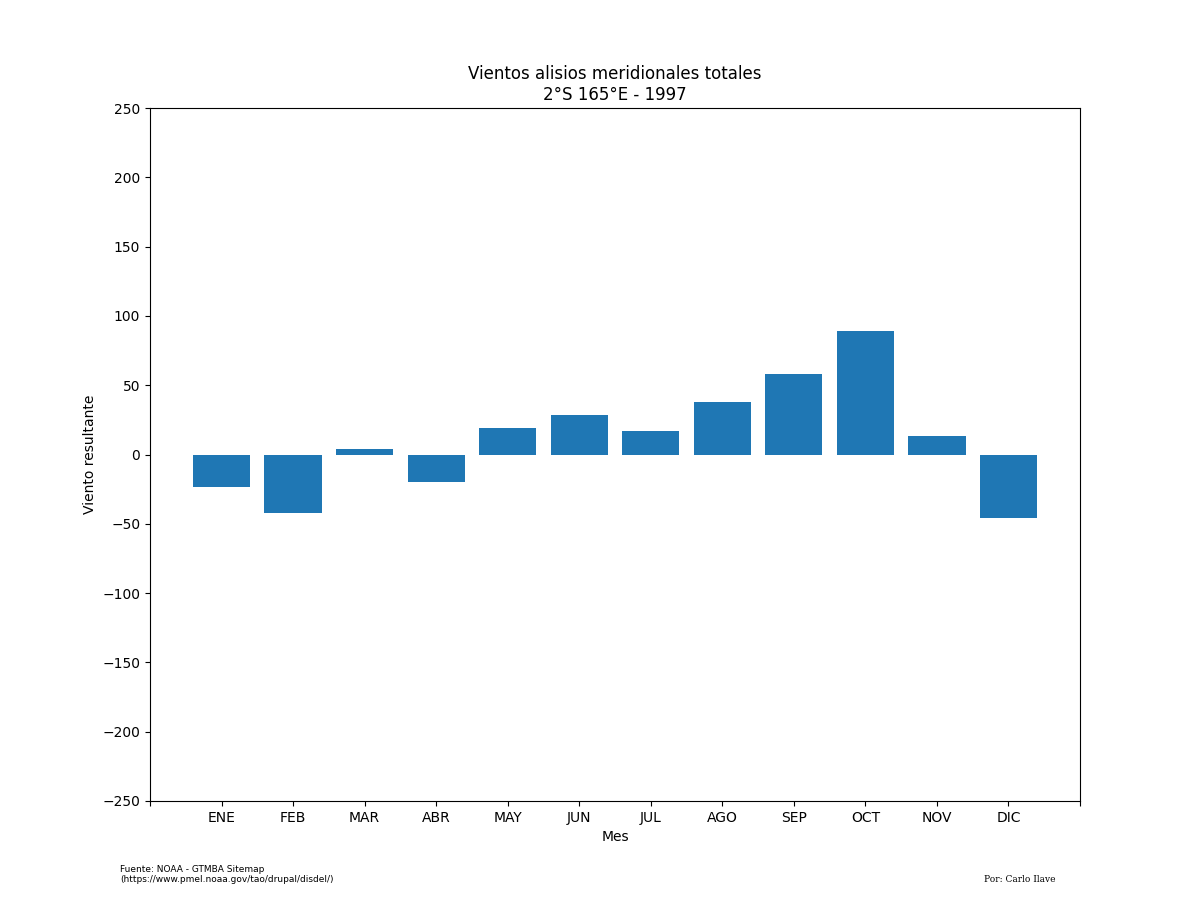 Vientos alisios meridionales totales
2°S 165°E - 1997
250
200
150
100
50
0
−50
−100
−150
−200
−250
Viento resultante
ENE FEB MAR ABR MAY JUN JUL AGO SEP OCT NOV DIC
Mes
Fuente: NOAA - GTMBA Sitemap
(https://www.pmel.noaa.gov/tao/drupal/disdel/)
Por: Carlo Ilave